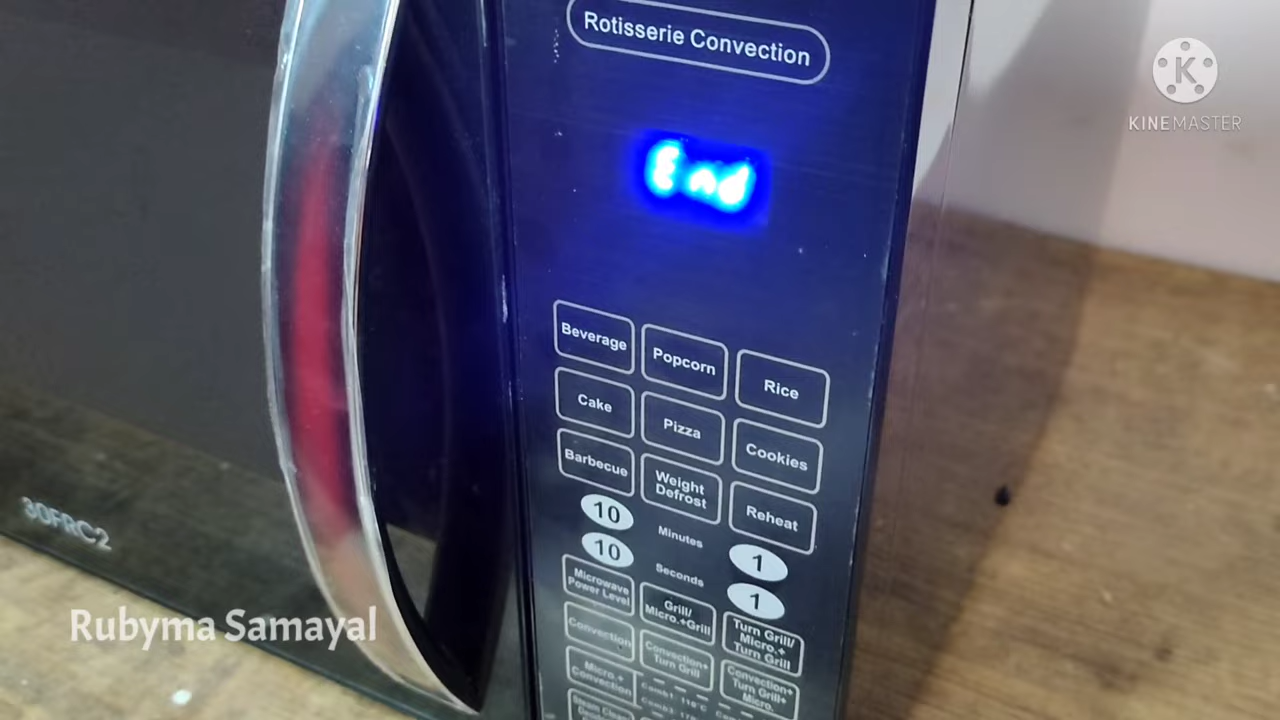 Rotisserie Convection
K
KINEMASTER
End
Beverage
Popcorn
Rice
Cake
Pizza
Cookies
Barbecue
Weight
Defrost
Reheat
10
Minutes
1
10
Seconds
1
Microwave
Power Level
Grill/
Micro.+Grill
Turn Grill/
Micro.+
Turn Grill
Convection
Convection+
Turn Grill
Convection+
Turn Grill+
Micro.
Micro.+
Convection
Steam Clean
30FRC2
Rubyma Samayal